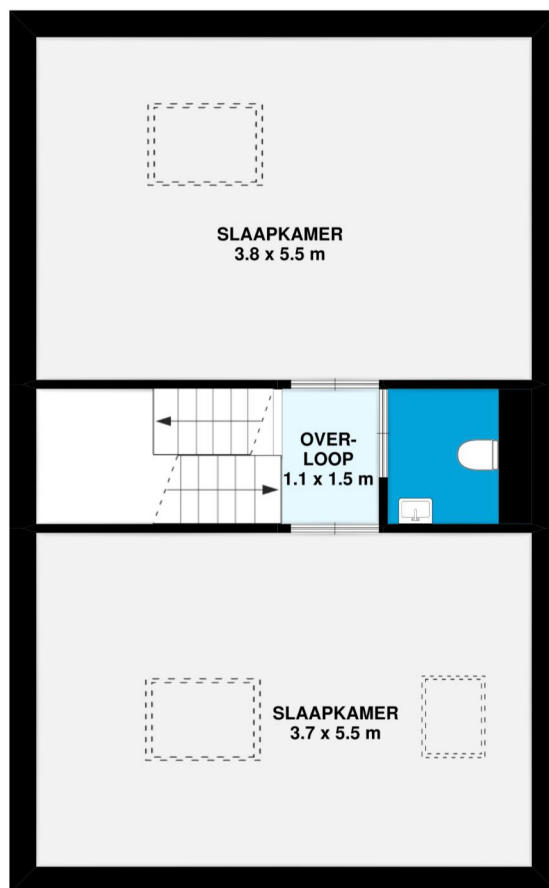 SLAAPKAMER
3.8 x 5.5 m
OVER-
LOOP
1.1 x 1.5 m
SLAAPKAMER
3.7 x 5.5 m